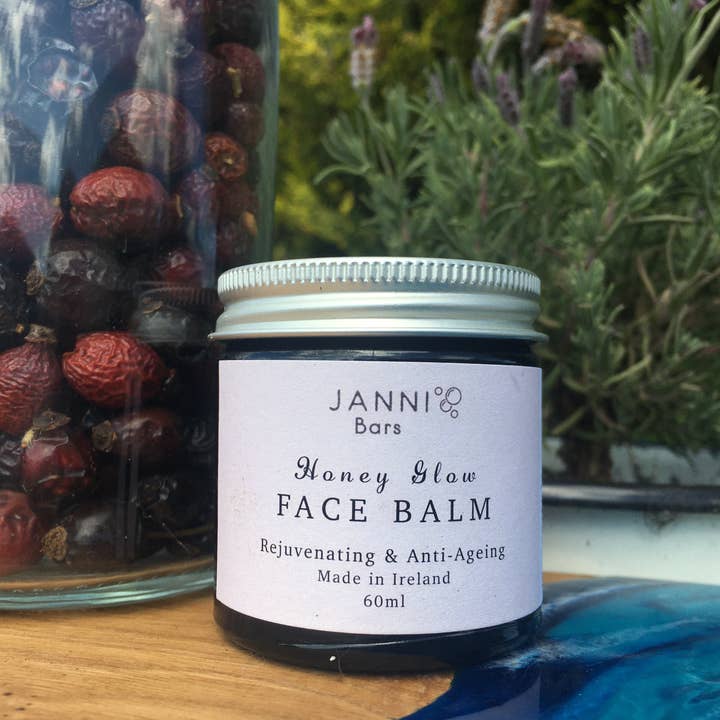 JANNI
Bars
Honey Glow
FACE BALM
Rejuvenating & Anti-Ageing
Made in Ireland
60ml